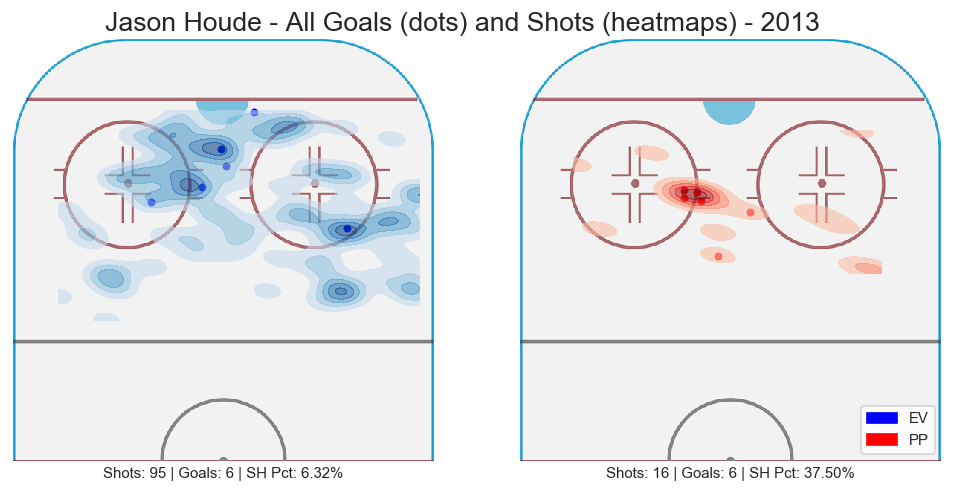 Jason Houde - All Goals (dots) and Shots (heatmaps) - 2013
EV
PP
Shots: 95 | Goals: 6 | SH Pct: 6.32%
Shots: 16 | Goals: 6 | SH Pct: 37.50%